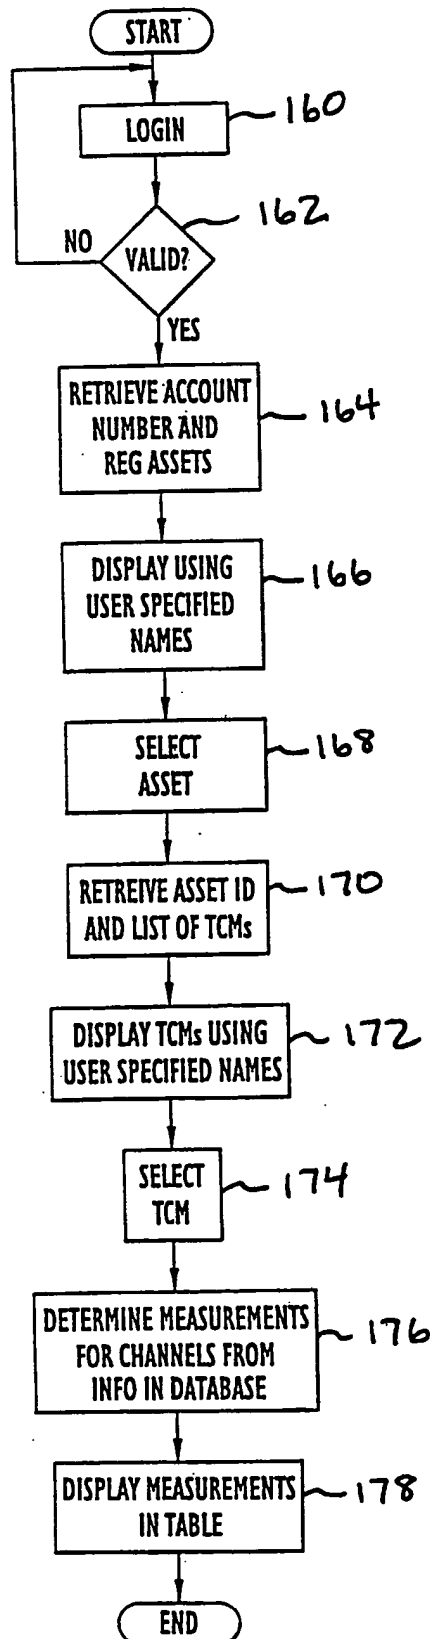 START
LOGIN
160
162
VALID?
NO
YES
RETRIEVE ACCOUNT
NUMBER AND
REG ASSETS
164
DISPLAY USING
USER SPECIFIED
NAMES
166
SELECT
ASSET
168
RETREIVE ASSET ID
AND LIST OF TCMs
170
DISPLAY TCMs USING
USER SPECIFIED NAMES
172
SELECT
TCM
174
DETERMINE MEASUREMENTS
FOR CHANNELS FROM
INFO IN DATABASE
176
DISPLAY MEASUREMENTS
IN TABLE
178
END